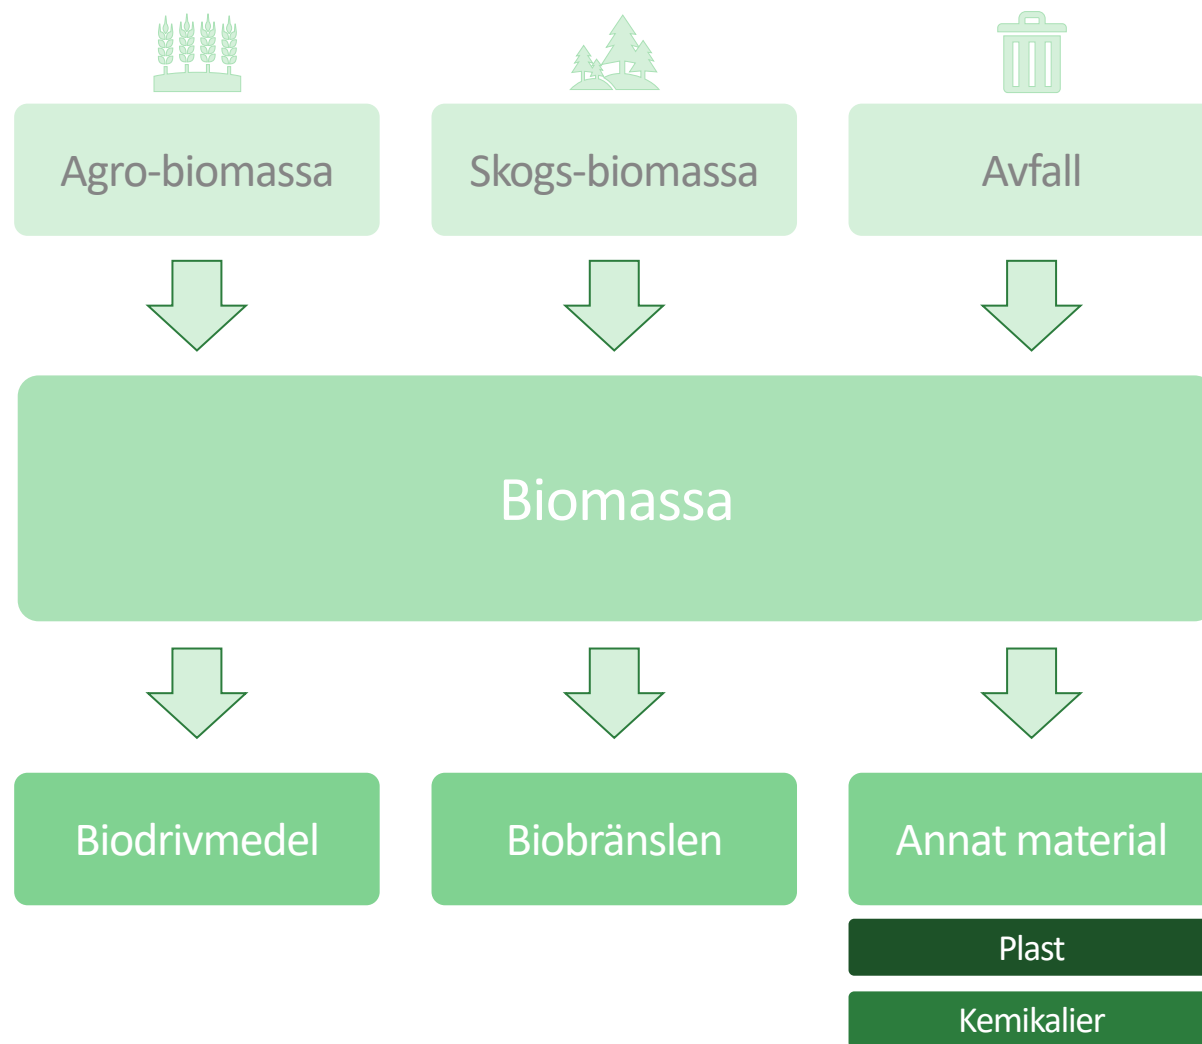 Agro-biomassa
Skogs-biomassa
Avfall
Biomassa
Biodrivmedel
Biobränslen
Annat material
Plast
Kemikalier